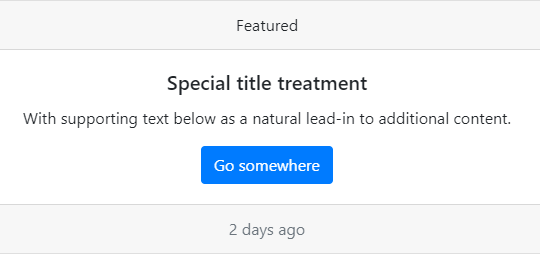 Featured
Special title treatment
With supporting text below as a natural lead-in to additional content.
Go somewhere
2 days ago